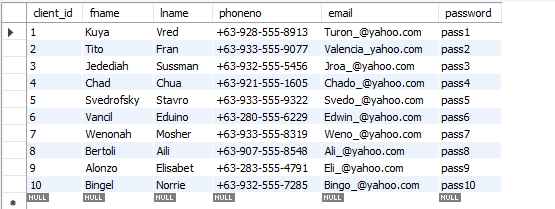 client_id fname lname phoneno email password
1 Kuya Vred +63-928-555-8913 Turon_@yahoo.com pass1
2 Tito Fran +63-933-555-9077 Valencia_yahoo.com pass2
3 Jedediah Sussman +63-932-555-5456 Jroa_@yahoo.com pass3
4 Chad Chua +63-921-555-1605 Chado_@yahoo.com pass4
5 Svedrofsky Stavro +63-933-555-9322 Svedo_@yahoo.com pass5
6 Vancil Eduino +63-280-555-6229 Edwin_@yahoo.com pass6
7 Wenonah Mosher +63-933-555-8319 Weno_@yahoo.com pass7
8 Bertoli Aili +63-907-555-8548 Ali_@yahoo.com pass8
9 Alonzo Elisabet +63-283-555-4791 Eli_@yahoo.com pass9
10 Bingel Norrie +63-932-555-7285 Bingo_@yahoo.com pass10
NULL NULL NULL NULL NULL NULL